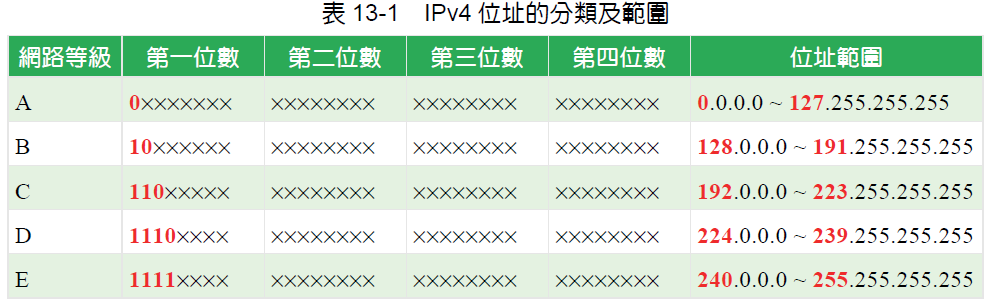 表 13-1 IPv4 位址的分類及範圍
網路等級 第一位數 第二位數 第三位數 第四位數 位址範圍
A 0××××××× ×××××××× ×××××××× ×××××××× 0.0.0.0 ~ 127.255.255.255
B 10×××××× ×××××××× ×××××××× ×××××××× 128.0.0.0 ~ 191.255.255.255
C 110××××× ×××××××× ×××××××× ×××××××× 192.0.0.0 ~ 223.255.255.255
D 1110×××× ×××××××× ×××××××× ×××××××× 224.0.0.0 ~ 239.255.255.255
E 1111×××× ×××××××× ×××××××× ×××××××× 240.0.0.0 ~ 255.255.255.255